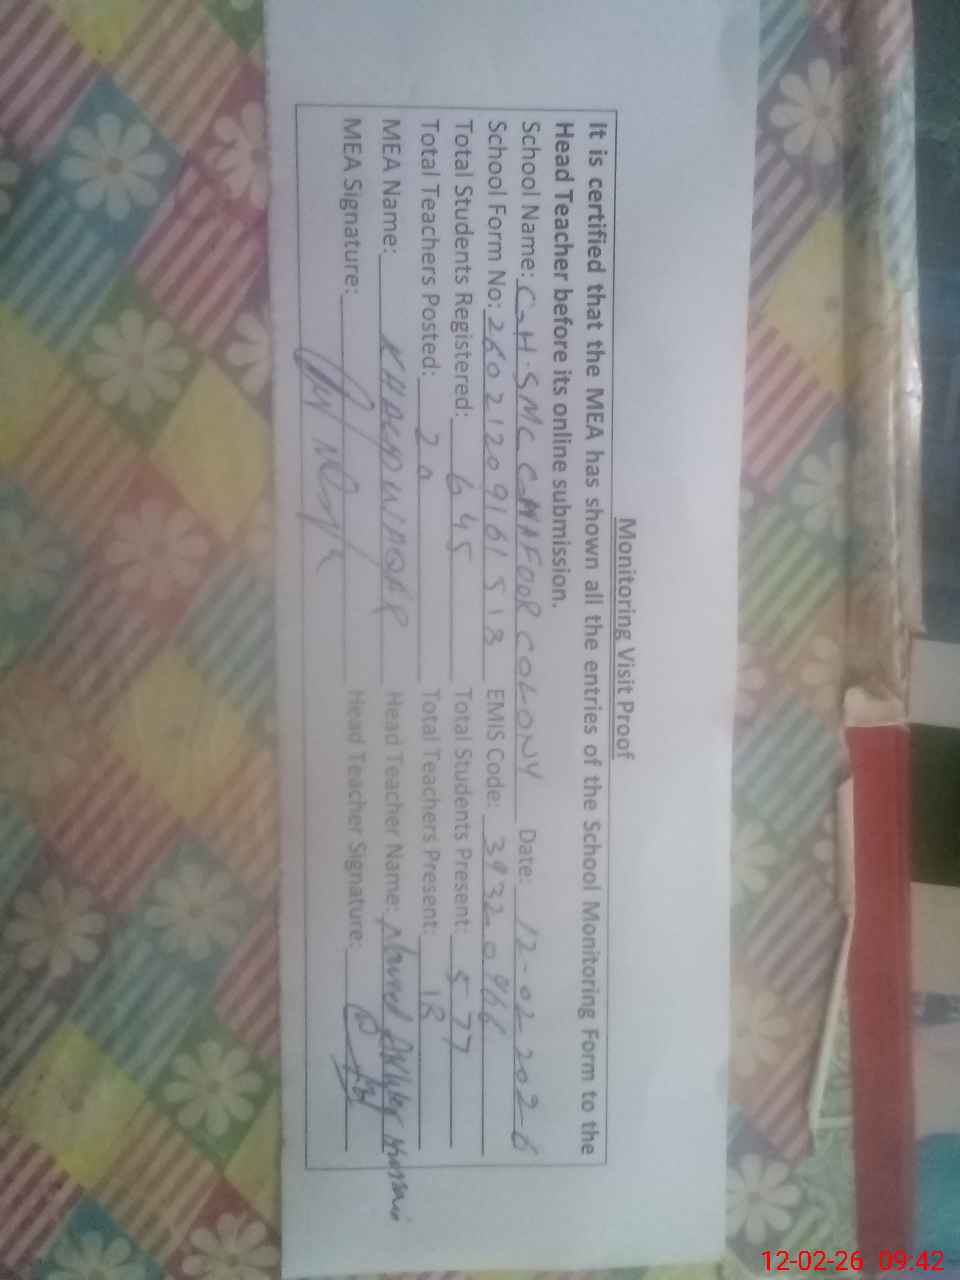 Monitoring Visit Proof
It is certified that the MEA has shown all the entries of the School Monitoring Form to the
Head Teacher before its online submission.
School Name: G.H.S MC GHAFOOR COLONY Date: 12-02-2026
School Form No: 26021209161513 EMIS Code: 39320466
Total Students Registered: 645 Total Students Present: 577
Total Teachers Posted: 20 Total Teachers Present: 18
MEA Name: WAQAR Head Teacher Name:
MEA Signature: Head Teacher Signature:
12-02-26 09:42